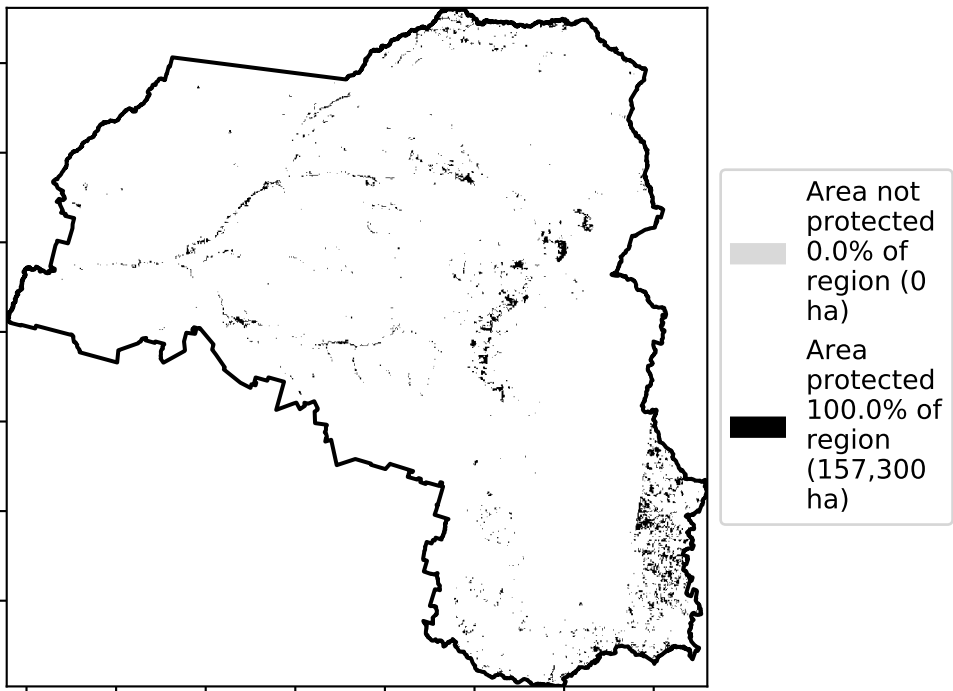 Area not
protected
0.0% of
region (0
ha)
Area
protected
100.0% of
region
(157,300
ha)